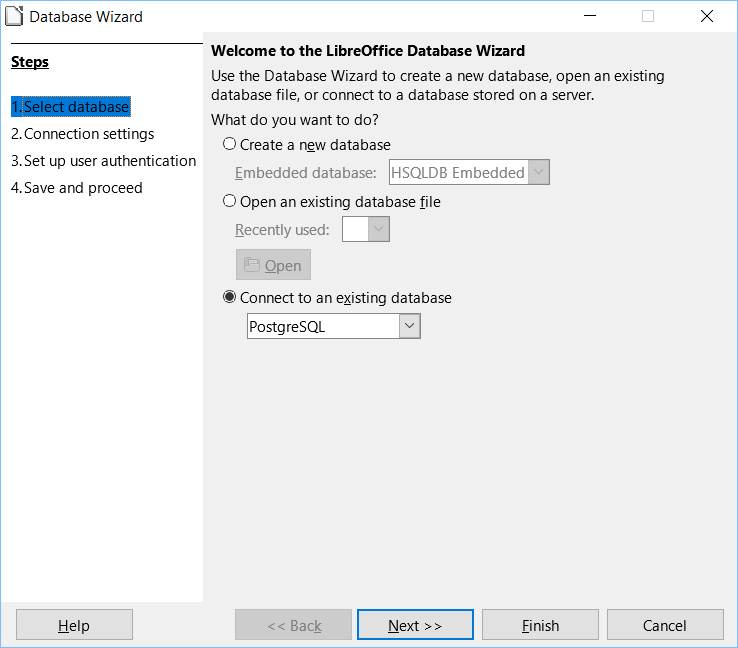 Database Wizard
Steps
1. Select database
2. Connection settings
3. Set up user authentication
4. Save and proceed
Welcome to the LibreOffice Database Wizard
Use the Database Wizard to create a new database, open an existing
database file, or connect to a database stored on a server.
What do you want to do?
Create a new database
Embedded database: HSQLDB Embedded
Open an existing database file
Recently used:
Open
Connect to an existing database
PostgreSQL
Help << Back Next >> Finish Cancel